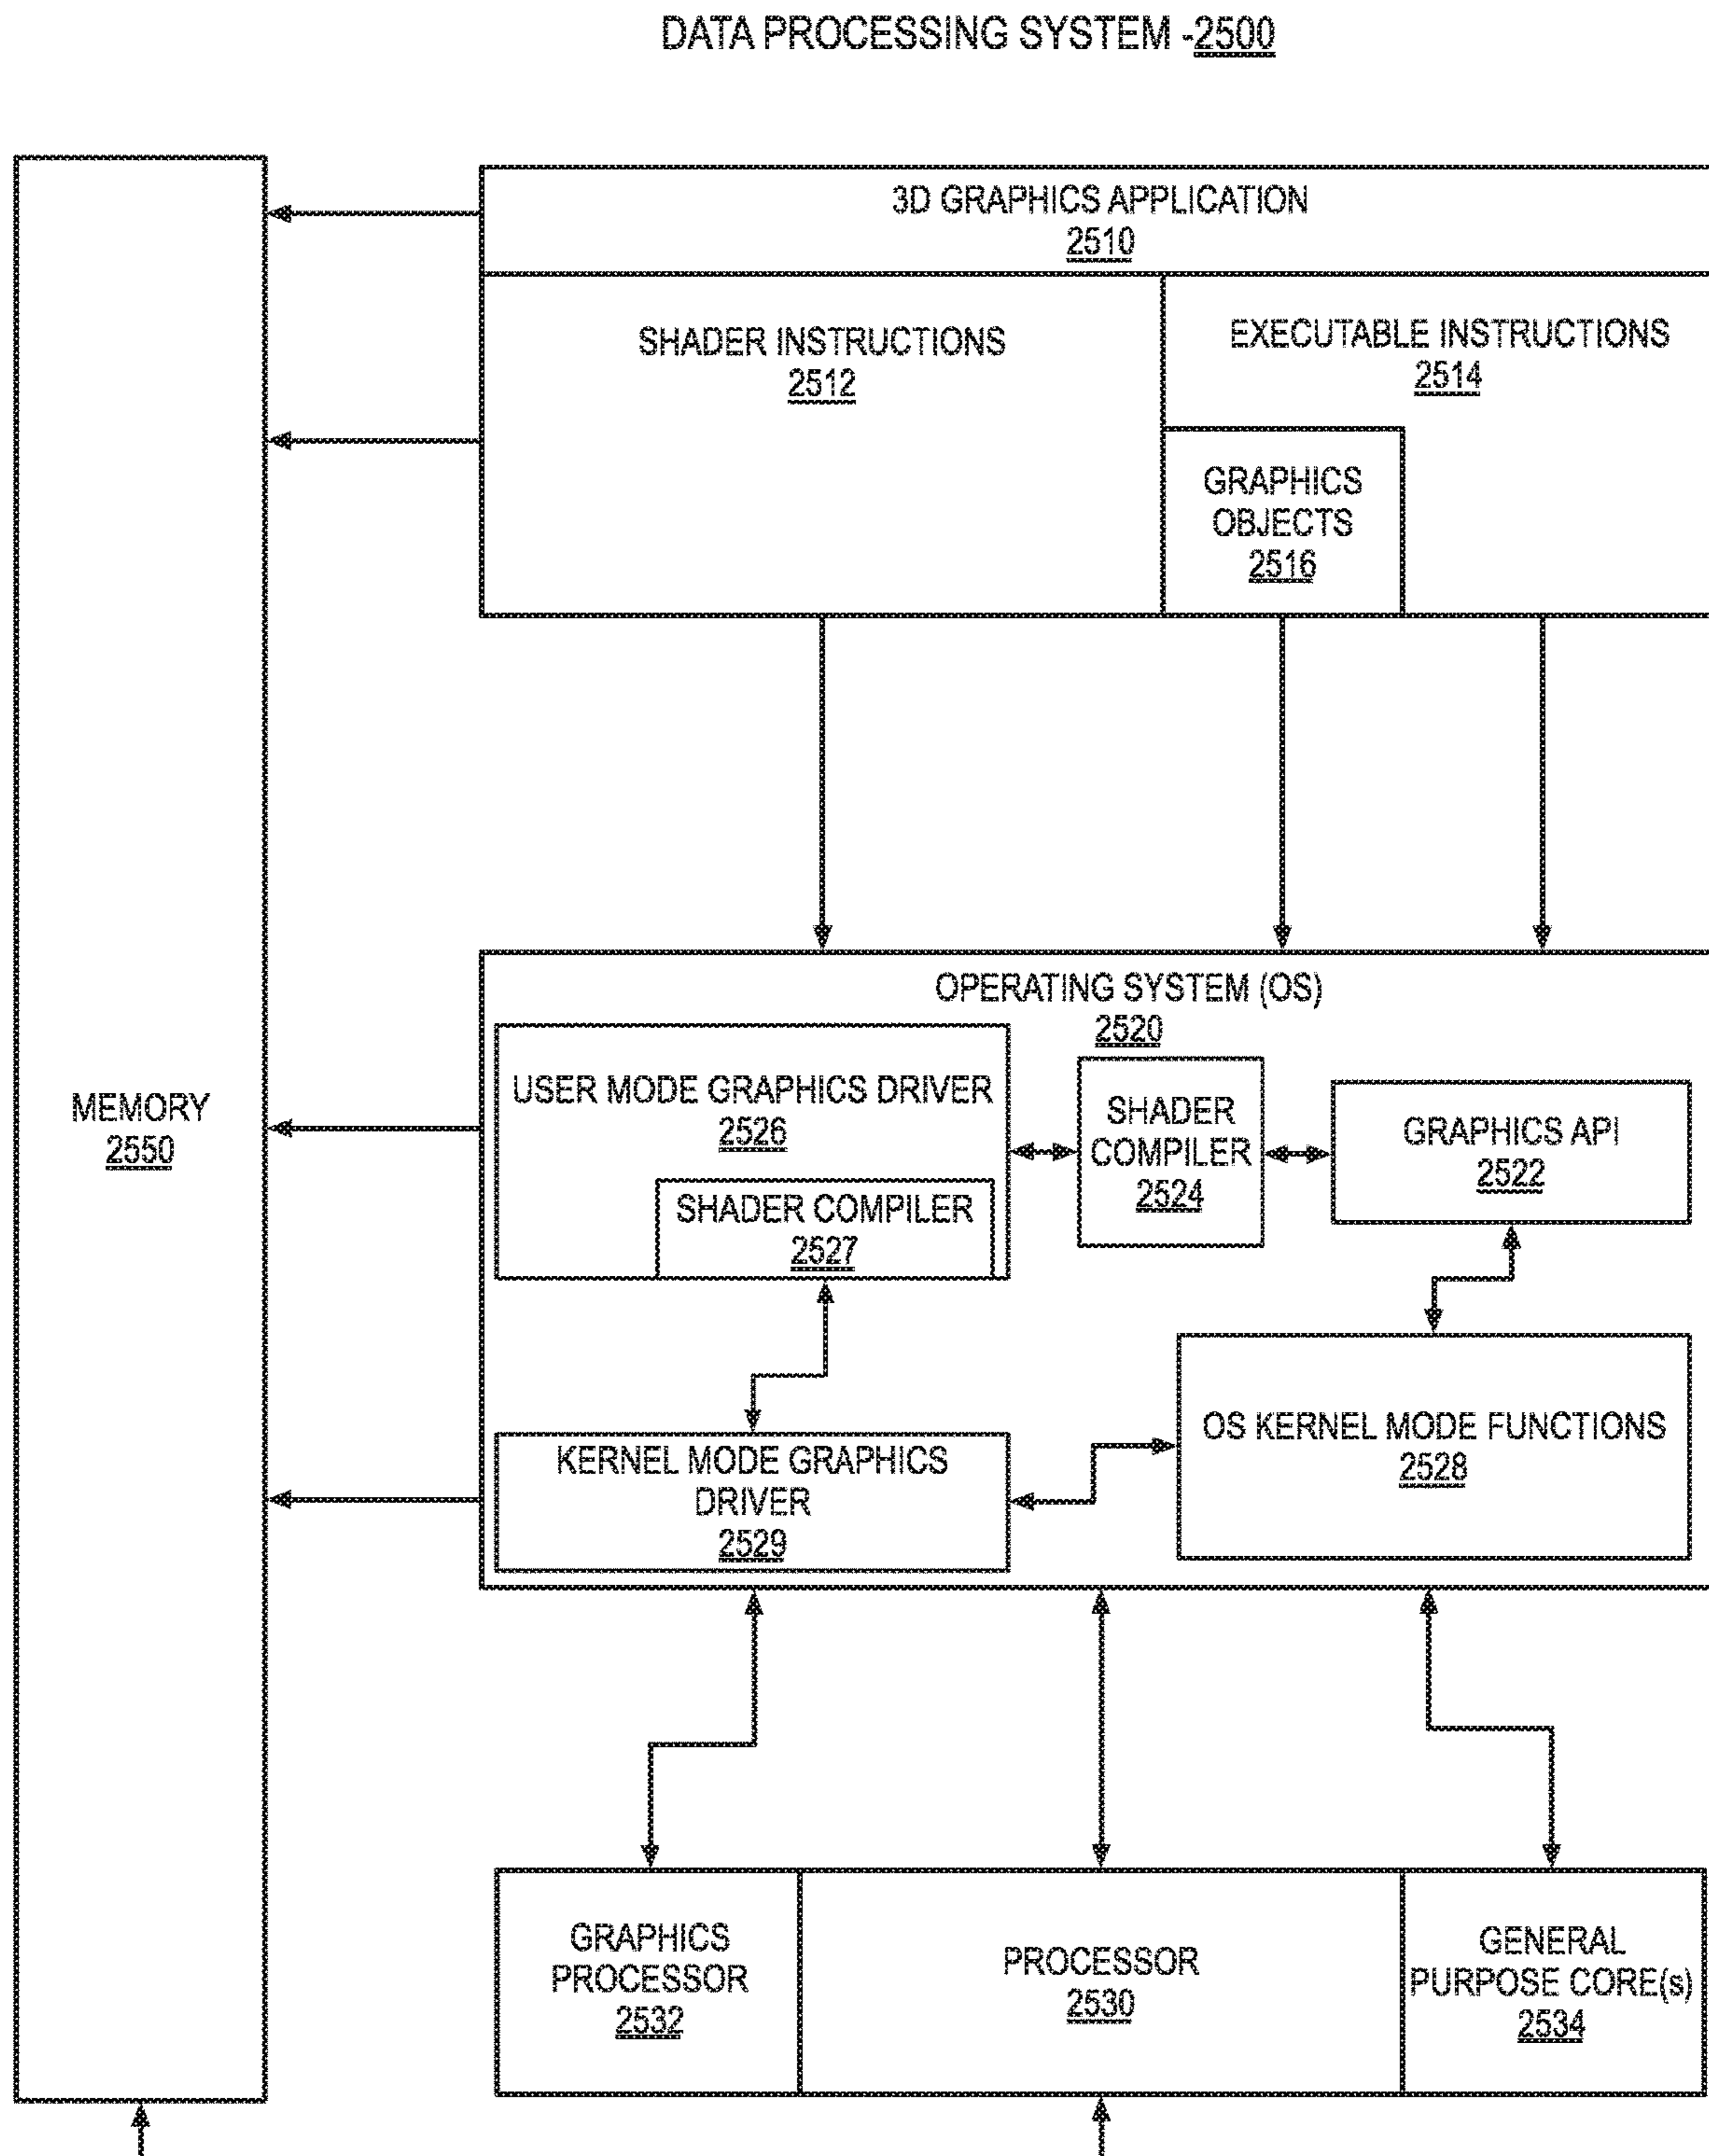 DATA PROCESSING SYSTEM -2500
3D GRAPHICS APPLICATION
2510
SHADER INSTRUCTIONS
2512
EXECUTABLE INSTRUCTIONS
2514
GRAPHICS
OBJECTS
2516
OPERATING SYSTEM (OS)
2520
USER MODE GRAPHICS DRIVER
2526
SHADER COMPILER
2527
SHADER
COMPILER
2524
GRAPHICS API
2522
MEMORY
2550
KERNEL MODE GRAPHICS
DRIVER
2529
OS KERNEL MODE FUNCTIONS
2528
GRAPHICS
PROCESSOR
2532
PROCESSOR
2530
GENERAL
PURPOSE CORE(s)
2534